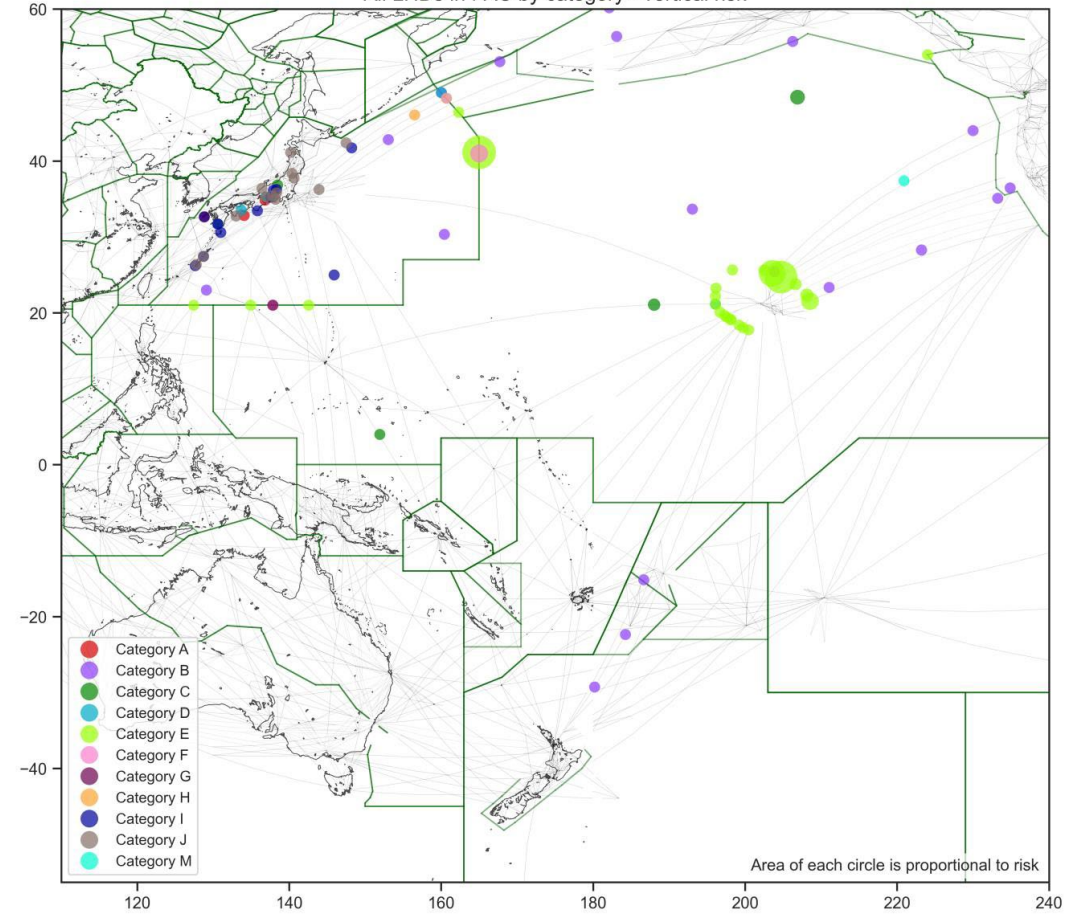 60
40
20
0
−20
−40
120
140
160
180
200
220
240
Category A
Category B
Category C
Category D
Category E
Category F
Category G
Category H
Category I
Category J
Category M
Area of each circle is proportional to risk